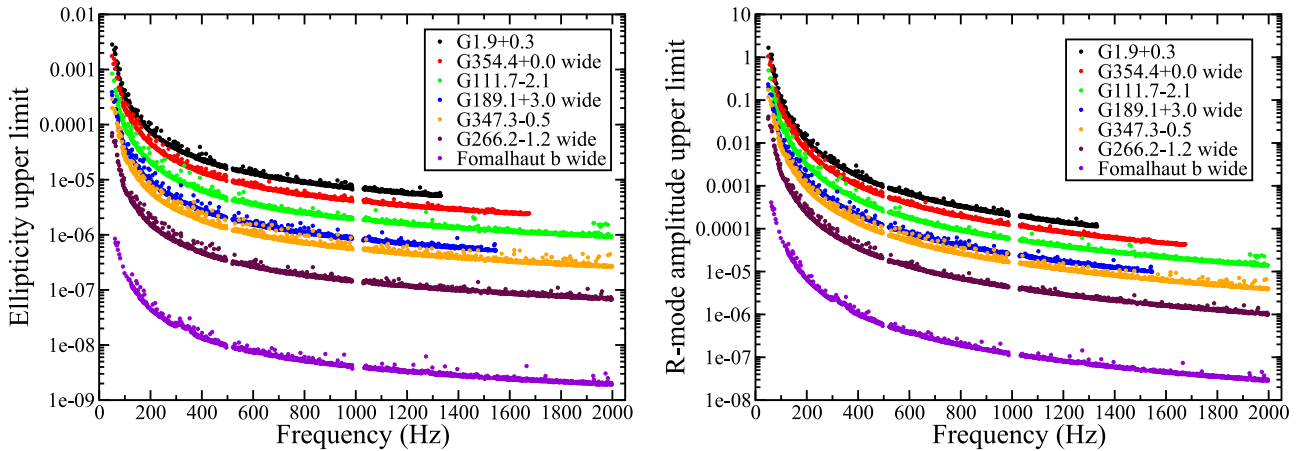 Ellipticity upper limit
0.01
0.001
0.0001
1e-05
1e-06
1e-07
1e-08
1e-09
G1.9+0.3
G354.4+0.0 wide
G111.7-2.1
G189.1+3.0 wide
G347.3-0.5
G266.2-1.2 wide
Fomalhaut b wide
0 200 400 600 800 1000 1200 1400 1600 1800 2000
Frequency (Hz)
R-mode amplitude upper limit
10
1
0.1
0.01
0.001
0.0001
1e-05
1e-06
1e-07
1e-08
G1.9+0.3
G354.4+0.0 wide
G111.7-2.1
G189.1+3.0 wide
G347.3-0.5
G266.2-1.2 wide
Fomalhaut b wide
0 200 400 600 800 1000 1200 1400 1600 1800 2000
Frequency (Hz)